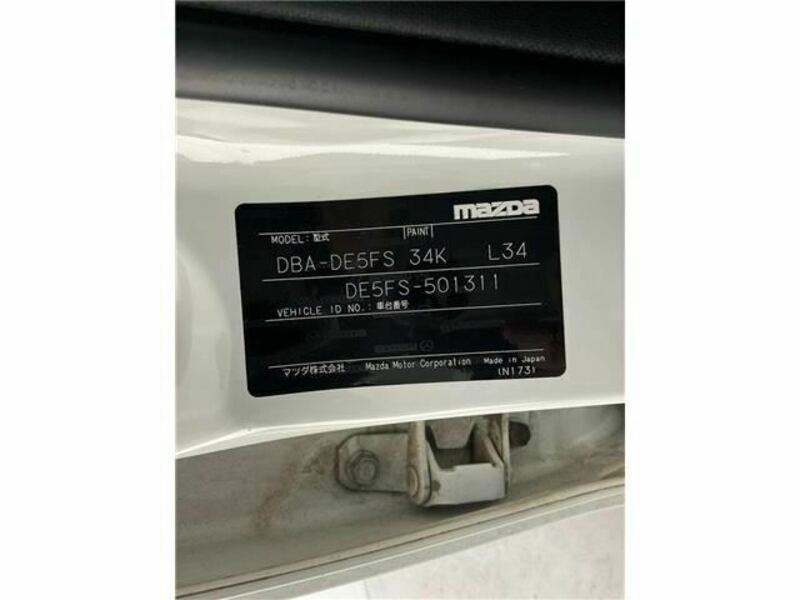 mazda
MODEL: 型式 PAINT
DBA-DE5FS 34K L34
DE5FS-501311
VEHICLE ID NO.: 車台番号
マツダ株式会社 Mazda Motor Corporation Made in Japan
(N173)